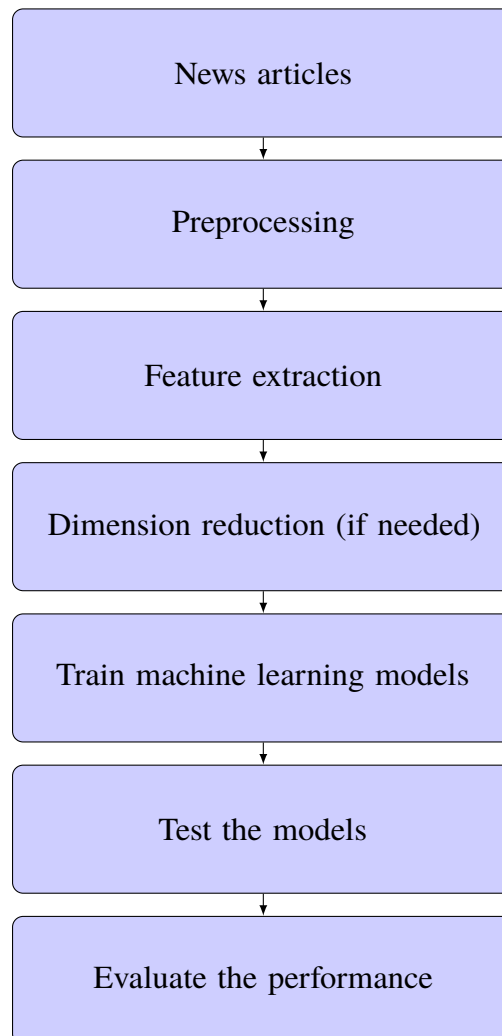 News articles
Preprocessing
Feature extraction
Dimension reduction (if needed)
Train machine learning models
Test the models
Evaluate the performance